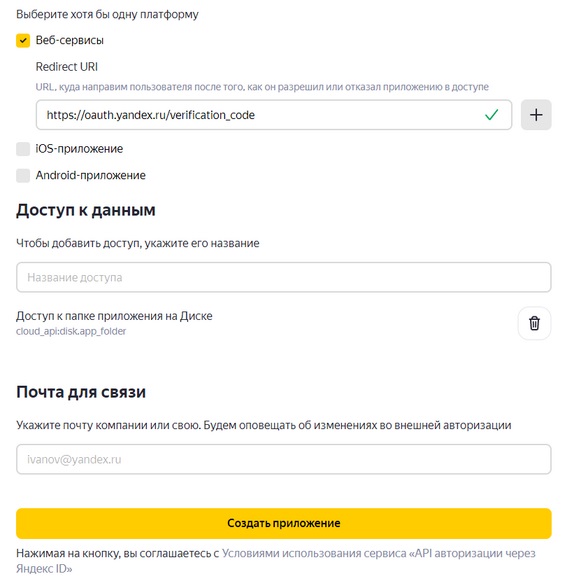 Выберите хотя бы одну платформу
Веб-сервисы
Redirect URI
URL, куда направим пользователя после того, как он разрешил или отказал приложению в доступе
https://oauth.yandex.ru/verification_code
iOS-приложение
Android-приложение
Доступ к данным
Чтобы добавить доступ, укажите его название
Название доступа
Доступ к папке приложения на Диске
cloud_api:disk.app_folder
Почта для связи
Укажите почту компании или свою. Будем оповещать об изменениях во внешней авторизации
ivanov@yandex.ru
Создать приложение
Нажимая на кнопку, вы соглашаетесь с Условиями использования сервиса «API авторизации через
Яндекс ID»